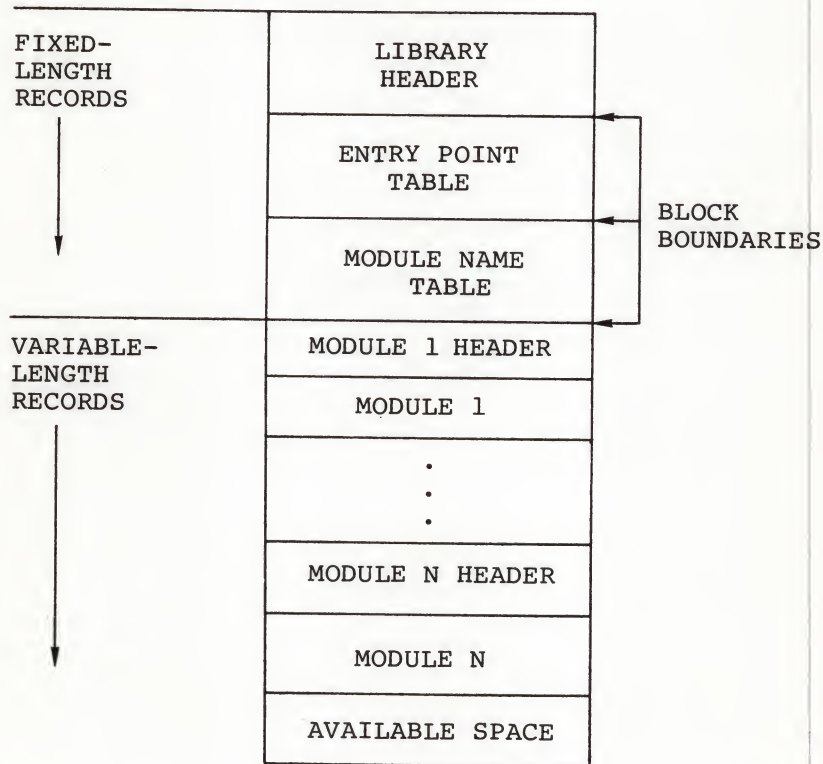 FIXED-
LENGTH
RECORDS
LIBRARY
HEADER
ENTRY POINT
TABLE
BLOCK
BOUNDARIES
MODULE NAME
TABLE
VARIABLE-
LENGTH
RECORDS
MODULE 1 HEADER
MODULE 1
MODULE N HEADER
MODULE N
AVAILABLE SPACE